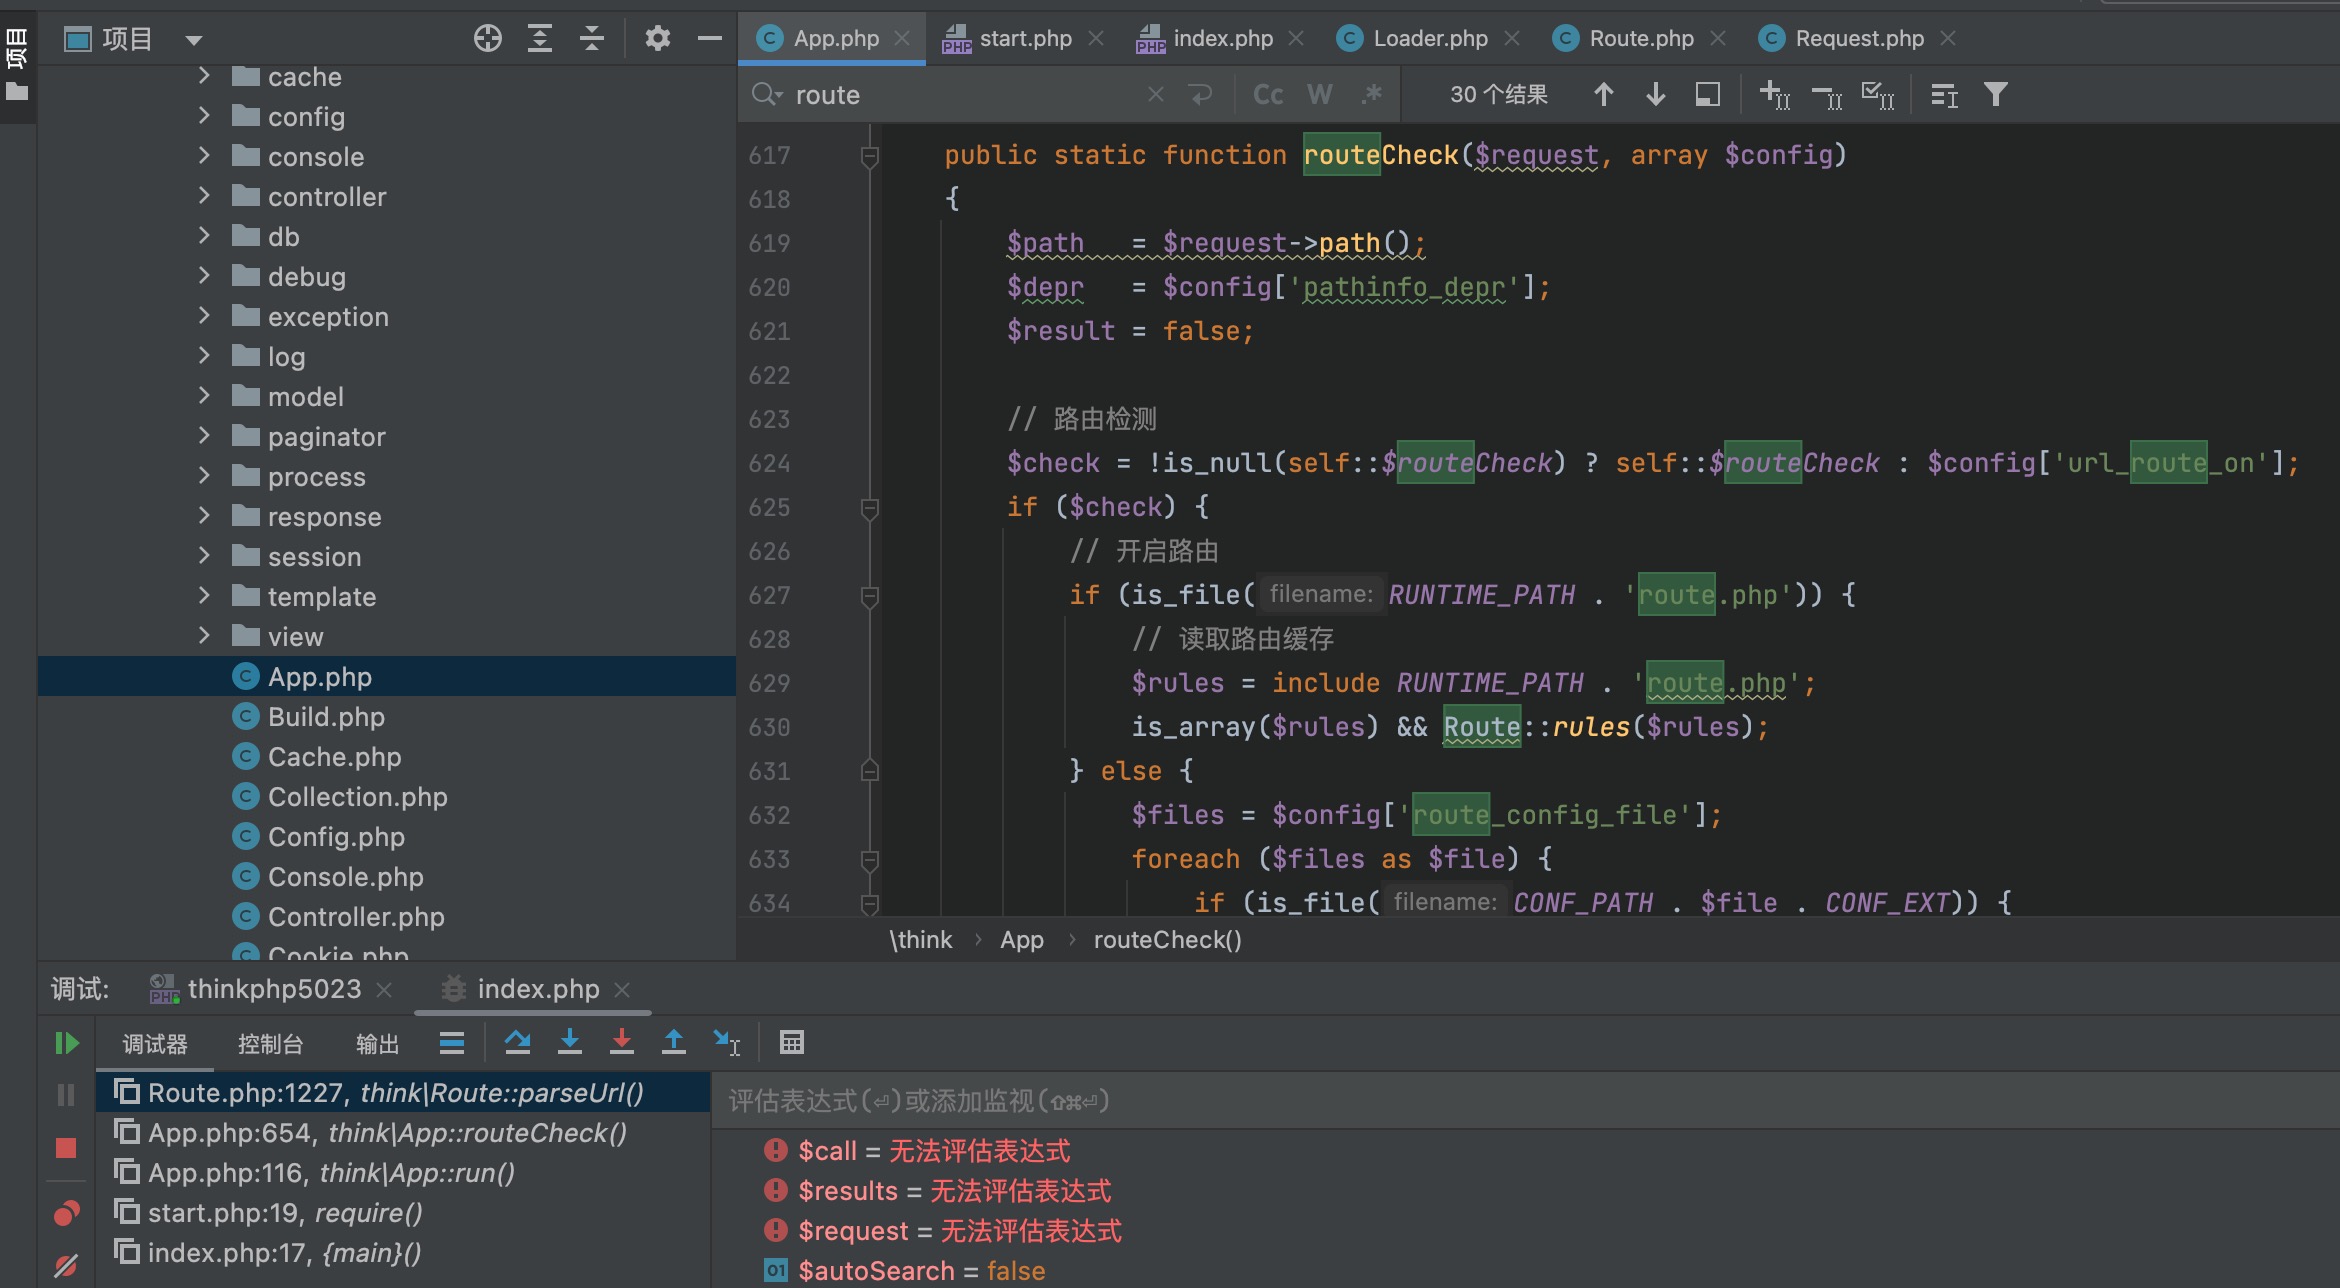 项目
项目
cache
config
console
controller
db
debug
exception
log
model
paginator
process
response
session
template
view
App.php
Build.php
Cache.php
Collection.php
Config.php
Console.php
Controller.php
Cookie.php
App.php
start.php
index.php
Loader.php
Route.php
Request.php
route
Cc
W
.*
30 个结果
617 public static function routeCheck($request, array $config)
618 {
619 $path   = $request->path();
620 $depr   = $config['pathinfo_depr'];
621 $result = false;
622
623 // 路由检测
624 $check = !is_null(self::$routeCheck) ? self::$routeCheck : $config['url_route_on'];
625 if ($check) {
626 // 开启路由
627 if (is_file( filename: RUNTIME_PATH . 'route.php')) {
628 // 读取路由缓存
629 $rules = include RUNTIME_PATH . 'route.php';
630 is_array($rules) && Route::rules($rules);
631 } else {
632 $files = $config['route_config_file'];
633 foreach ($files as $file) {
634 if (is_file( filename: CONF_PATH . $file . CONF_EXT)) {
\think › App › routeCheck()
调试:
thinkphp5023
index.php
调试器
控制台
输出
Route.php:1227, think\Route::parseUrl()
App.php:654, think\App::routeCheck()
App.php:116, think\App::run()
start.php:19, require()
index.php:17, {main}()
评估表达式(⏎)或添加监视(⇧⌘⏎)
$call = 无法评估表达式
$results = 无法评估表达式
$request = 无法评估表达式
01 $autoSearch = false